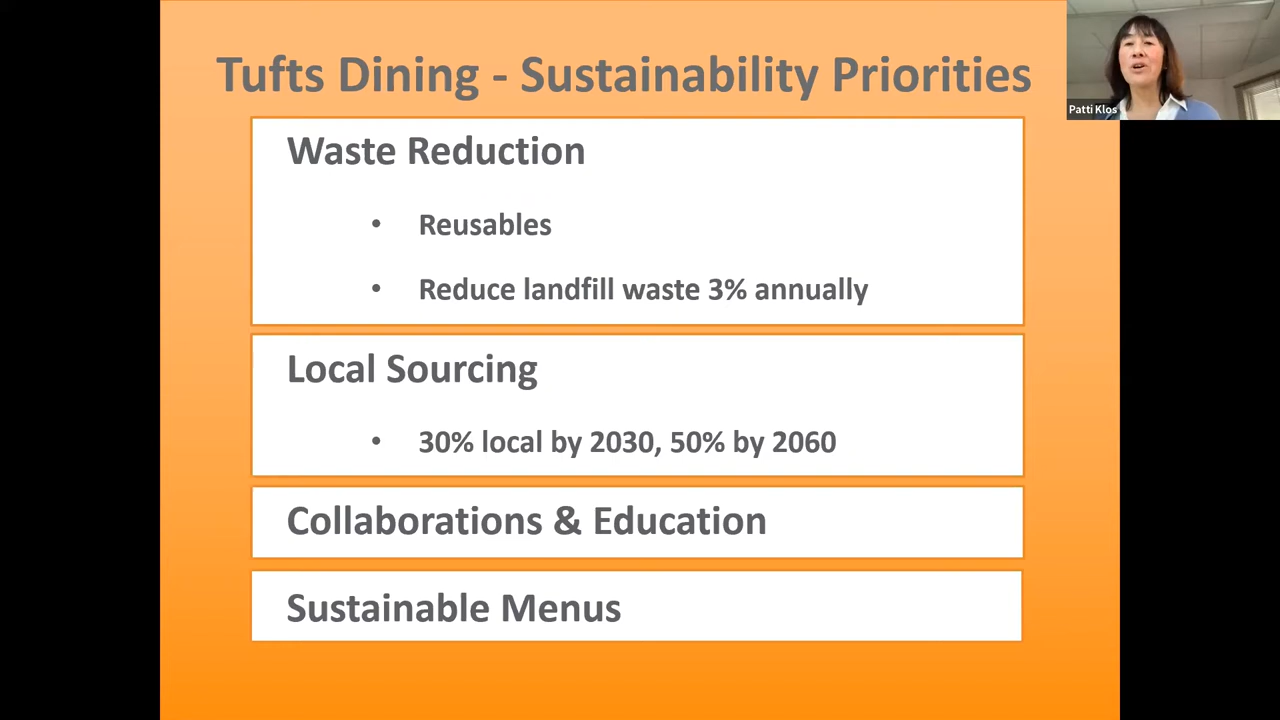 Tufts Dining - Sustainability Priorities
Patti Klos
Waste Reduction
• Reusables
• Reduce landfill waste 3% annually
Local Sourcing
• 30% local by 2030, 50% by 2060
Collaborations & Education
Sustainable Menus